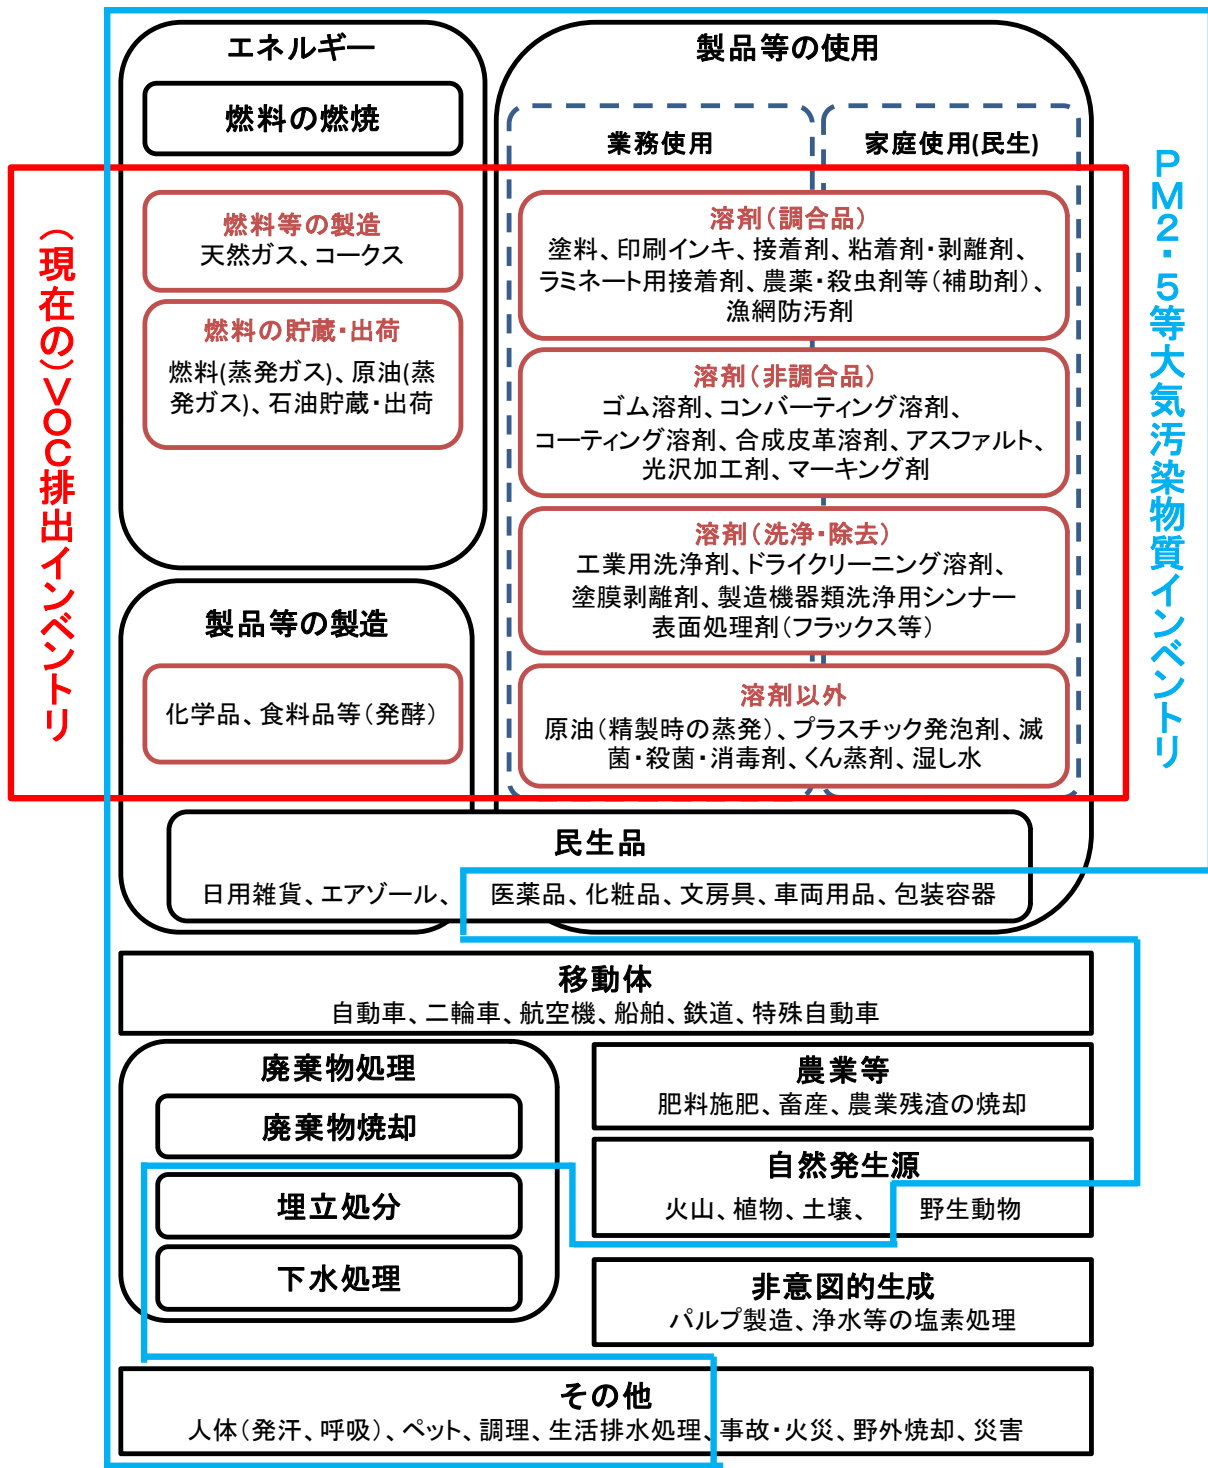 エネルギー
燃料の燃焼
燃料等の製造
天然ガス、コークス
燃料の貯蔵・出荷
燃料(蒸発ガス)、原油(蒸
発ガス)、石油貯蔵・出荷
製品等の製造
化学品、食料品等(発酵)
製品等の使用
業務使用
家庭使用(民生)
溶剤(調合品)
塗料、印刷インキ、接着剤、粘着剤・剥離剤、
ラミネート用接着剤、農薬・殺虫剤等(補助剤)、
漁網防汚剤
溶剤(非調合品)
ゴム溶剤、コンバーティング溶剤、
コーティング溶剤、合成皮革溶剤、アスファルト、
光沢加工剤、マーキング剤
溶剤(洗浄・除去)
工業用洗浄剤、ドライクリーニング溶剤、
塗膜剥離剤、製造機器類洗浄用シンナー
表面処理剤(フラックス等)
溶剤以外
原油(精製時の蒸発)、プラスチック発泡剤、滅
菌・殺菌・消毒剤、くん蒸剤、湿し水
(現在の)VOC排出インベントリ
PM2・5等大気汚染物質インベントリ
民生品
日用雑貨、エアゾール、 医薬品、化粧品、文房具、車両用品、包装容器
移動体
自動車、二輪車、航空機、船舶、鉄道、特殊自動車
廃棄物処理
廃棄物焼却
埋立処分
下水処理
農業等
肥料施肥、畜産、農業残渣の焼却
自然発生源
火山、植物、土壌、 野生動物
非意図的生成
パルプ製造、浄水等の塩素処理
その他
人体(発汗、呼吸)、ペット、調理、生活排水処理、事故・火災、野外焼却、災害